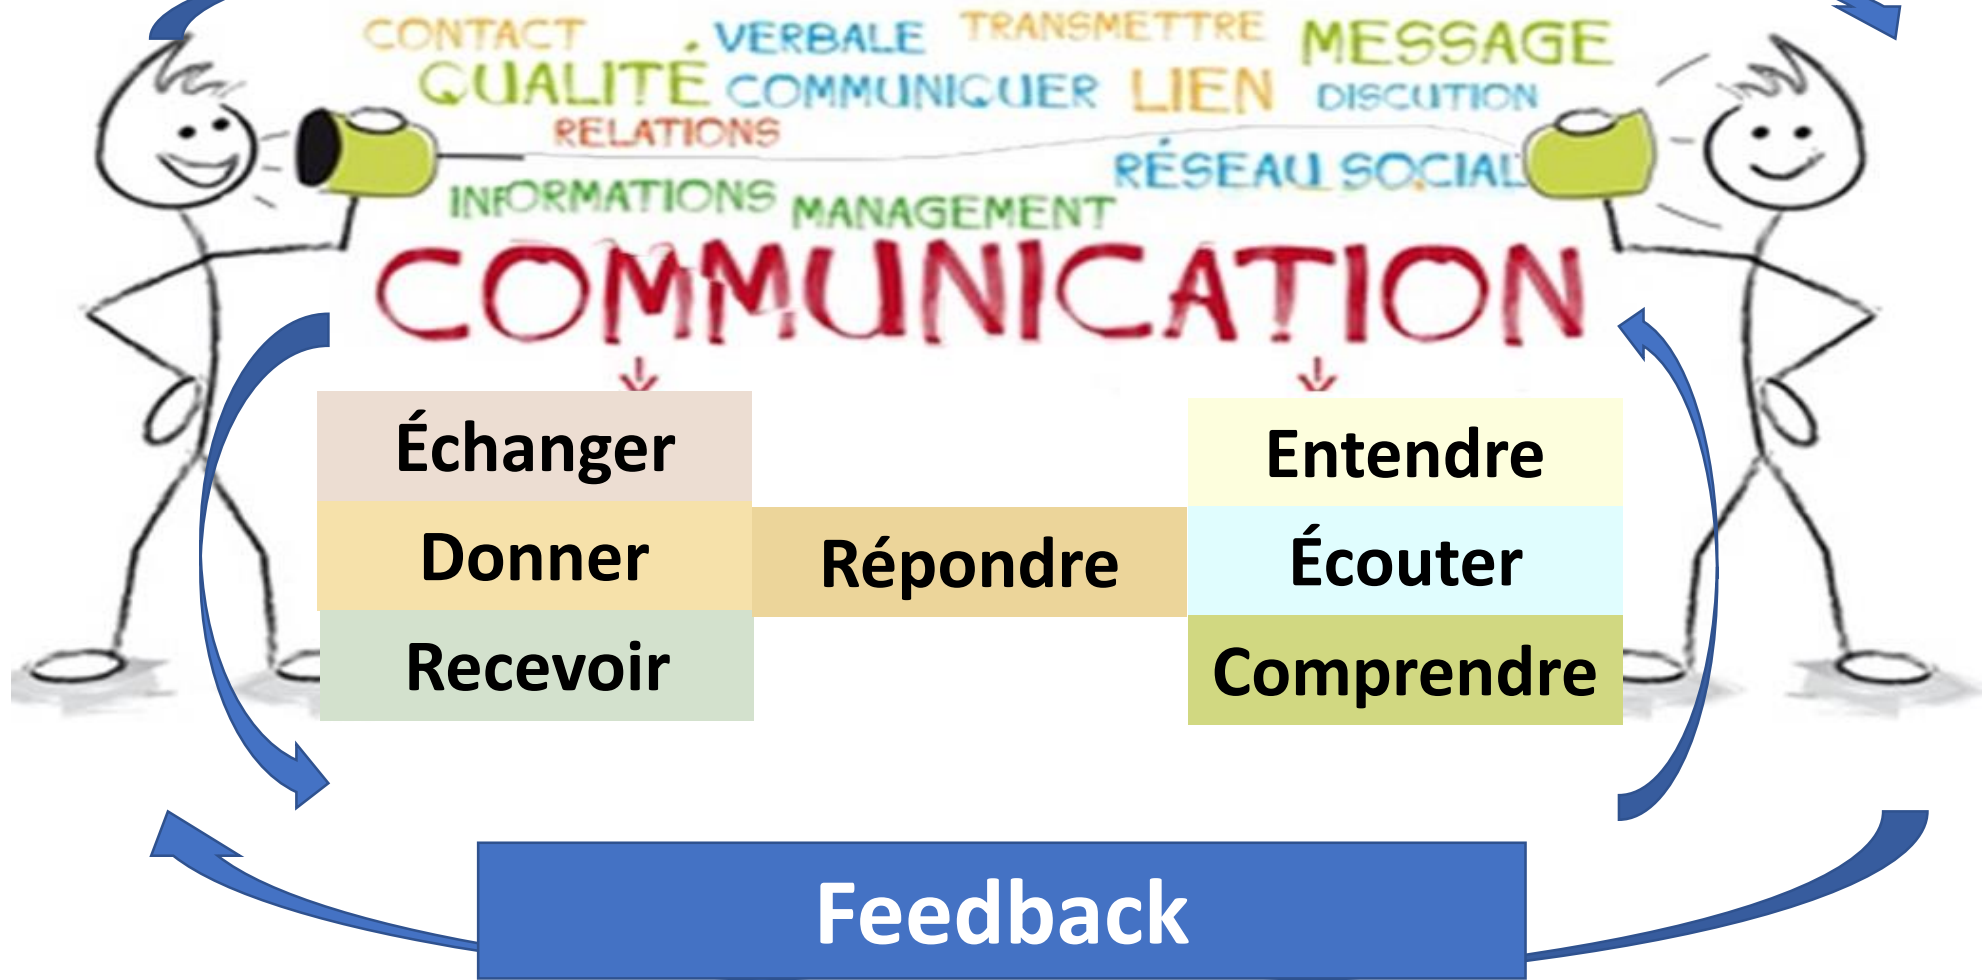 CONTACT VERBALE TRANSMETTRE MESSAGE
QUALITÉ COMMUNIQUER LIEN DISCUTION
RELATIONS
RÉSEAU SOCIAL
INFORMATIONS MANAGEMENT
COMMUNICATION
Échanger
Donner
Recevoir
Répondre
Entendre
Écouter
Comprendre
Feedback